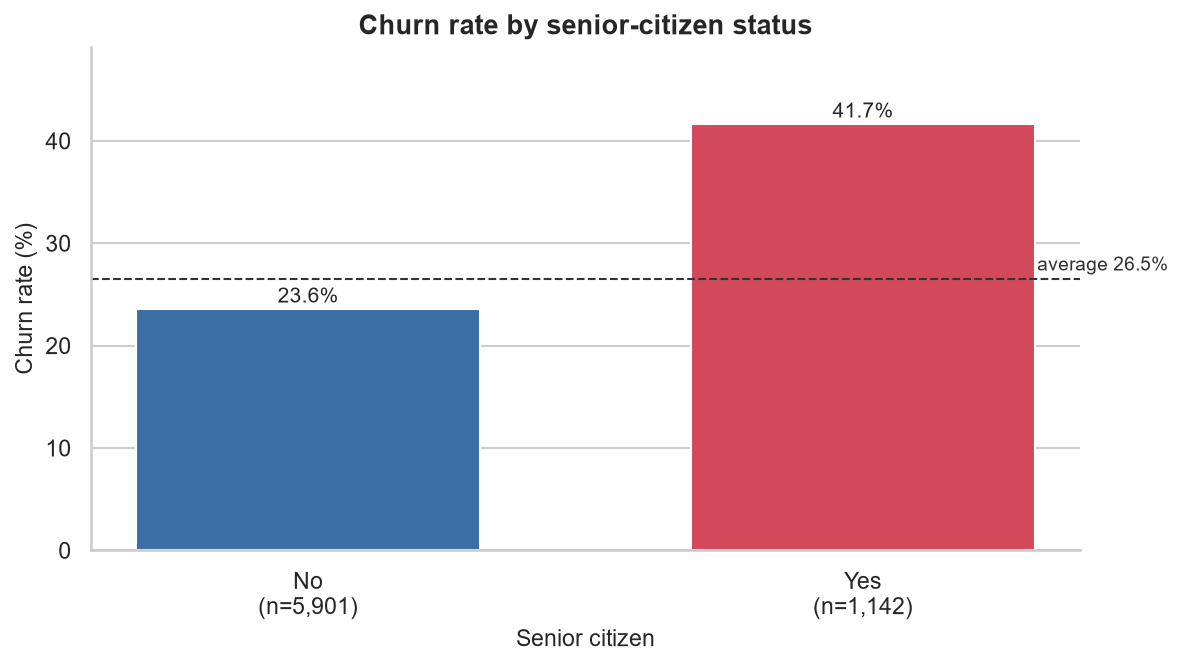 Churn rate by senior-citizen status
Churn rate (%)
40
30
20
10
0
41.7%
average 26.5%
23.6%
No
(n=5,901)
Yes
(n=1,142)
Senior citizen